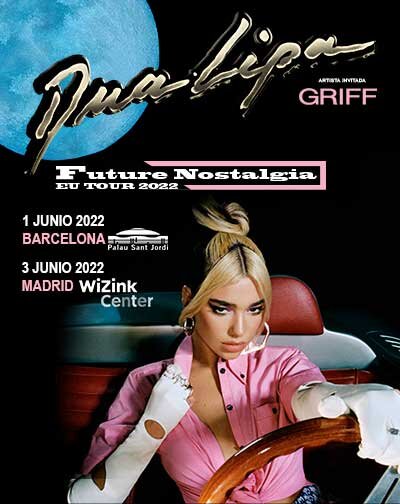 Dua Lipa
ARTISTA INVITADA
GRIFF
Future Nostalgia
EU TOUR 2022
1 JUNIO 2022
BARCELONA Palau Sant Jordi
3 JUNIO 2022
MADRID WiZink
Center